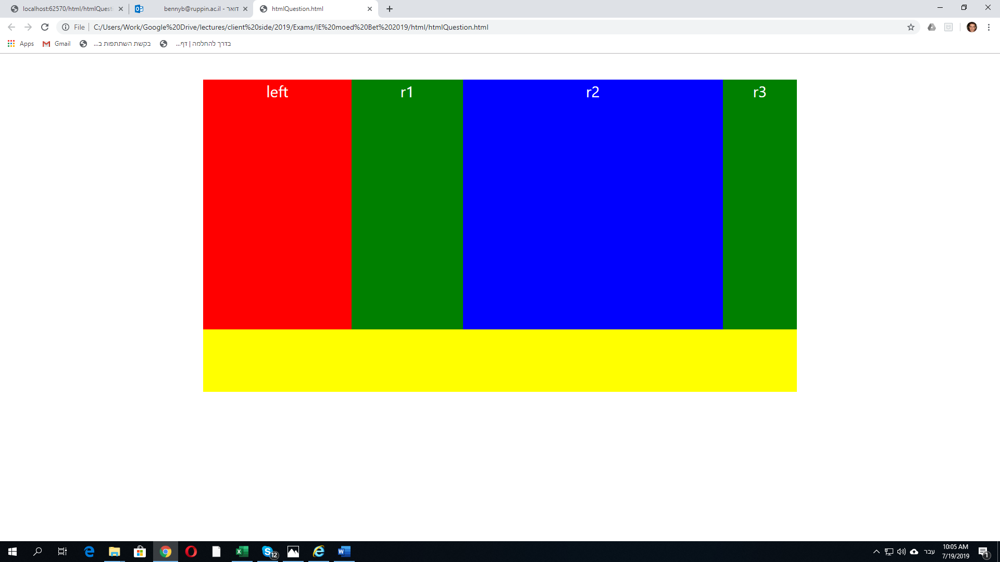 localhost:62570/html/htmlQuesti
דואר - bennyb@ruppin.ac.il
htmlQuestion.html
File
C:/Users/Work/Google%20Drive/lectures/client%20side/2019/Exams/IE%20moed%20Bet%202019/html/htmlQuestion.html
Apps
Gmail
בקשת השתתפות ב...
בדרך להחלמה | דף...
left
r1
r2
r3
12
עבר
10:05 AM
7/19/2019
1